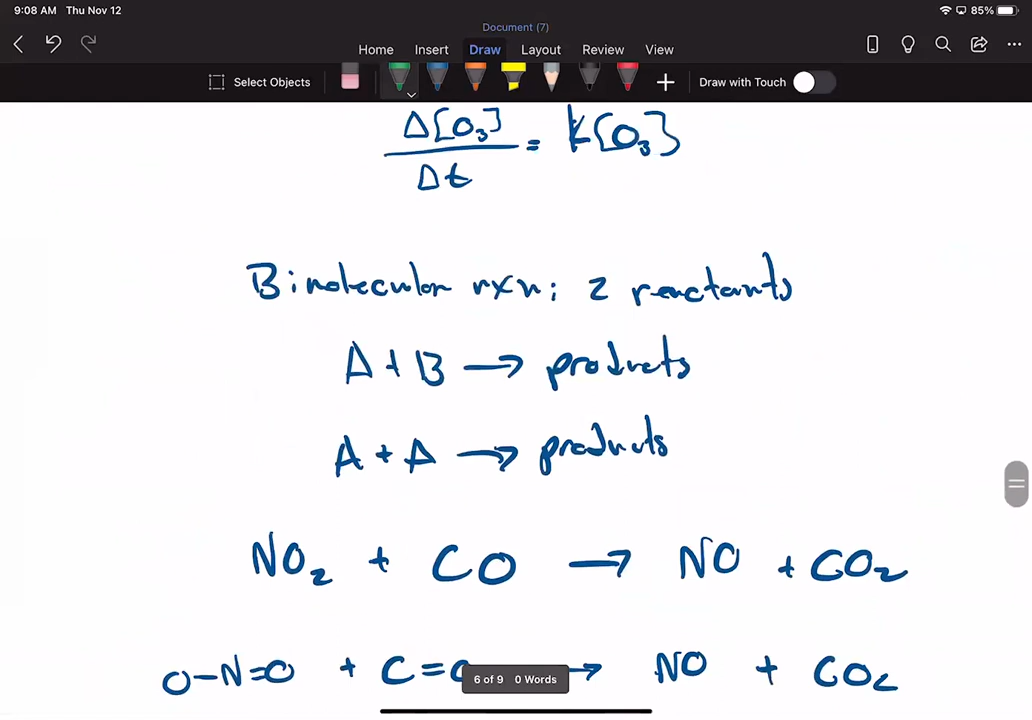 9:08 AM Thu Nov 12 85%
Document (7)
Home Insert Draw Layout Review View
Select Objects Draw with Touch
Δ[O₃]
Δt
= k[O₃]
Bimolecular rxn; 2 reactants
A + B → products
A + A → products
NO₂ + CO → NO + CO₂
O-N=O + C=O → NO + CO₂
6 of 9 0 Words